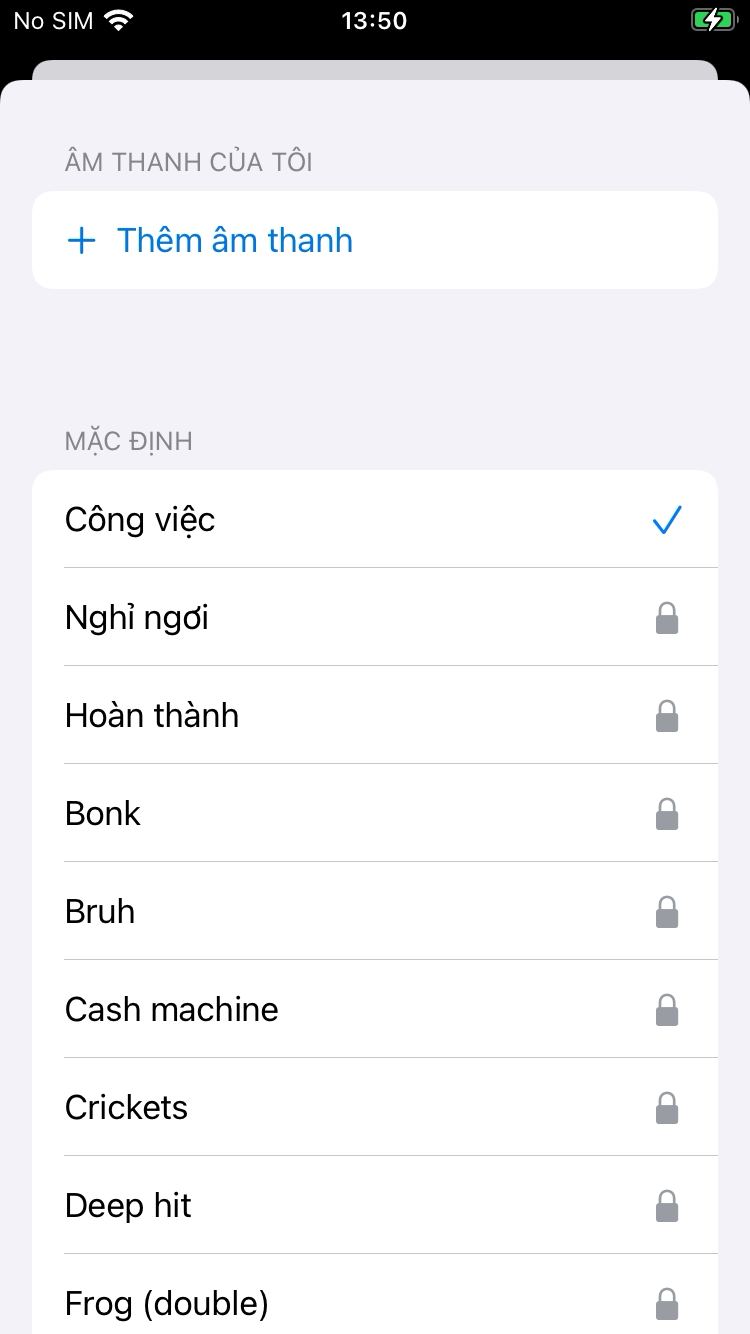 No SIM 13:50
ÂM THANH CỦA TÔI
+ Thêm âm thanh
MẶC ĐỊNH
Công việc
Nghỉ ngơi
Hoàn thành
Bonk
Bruh
Cash machine
Crickets
Deep hit
Frog (double)